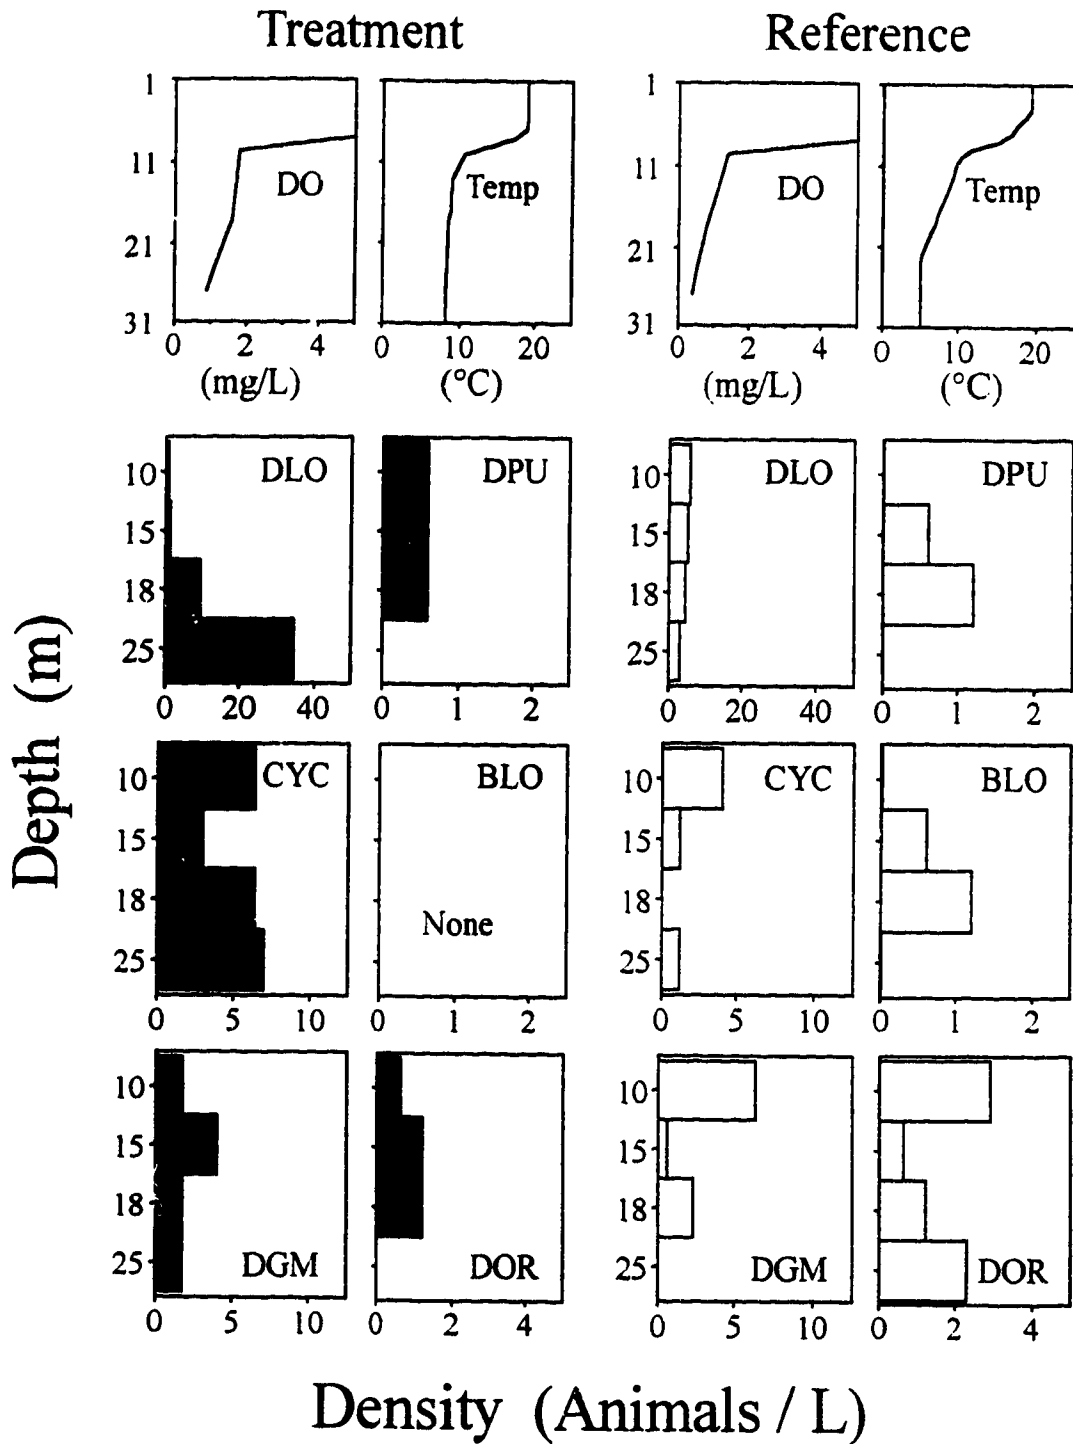 Treatment Reference
1 1
11 DO Temp 11 DO Temp
21 21
31 31
0 2 4 0 10 20 0 2 4 0 10 20
(mg/L) (°C) (mg/L) (°C)
10 DLO DPU 10 DLO DPU
15 15
18 18
25 25
0 20 40 0 1 2 0 20 40 0 1 2
Depth (m)
10 CYC BLO 10 CYC BLO
15 15
18 None 18
25 25
0 5 10 0 1 2 0 5 10 0 1 2
10 10
15 15
18 18
25 DGM DOR 25 DGM DOR
0 5 10 0 2 4 0 5 10 0 2 4
Density (Animals / L)